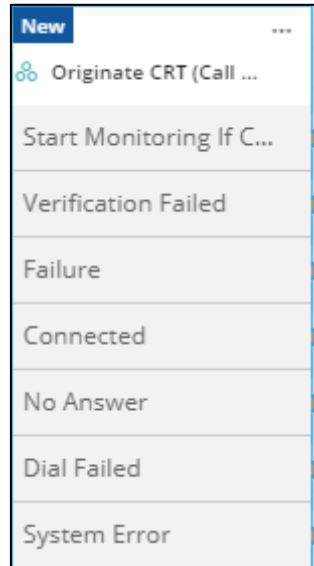 New
...
Originate CRT (Call ...
Start Monitoring If C...
Verification Failed
Failure
Connected
No Answer
Dial Failed
System Error